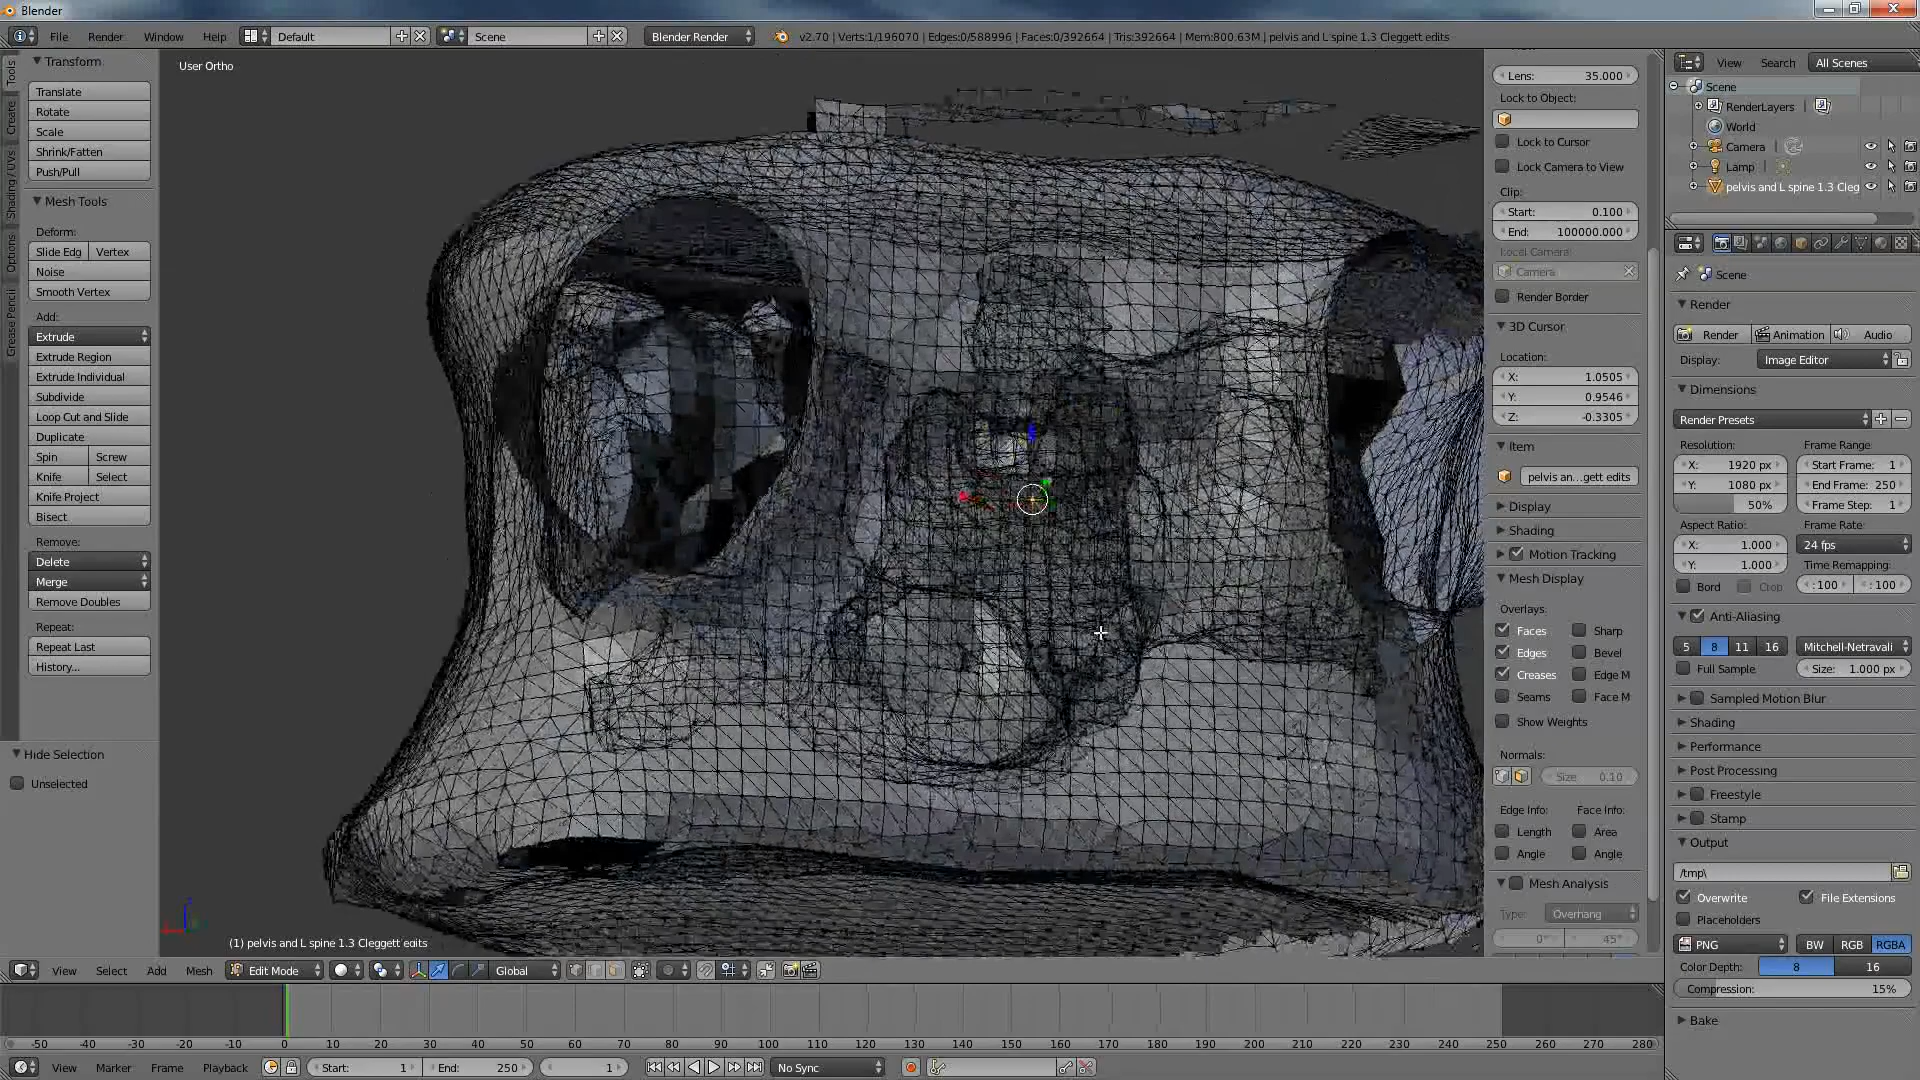 Blender
File Render Window Help Default Scene Blender Render v2.70 | Verts:1/196070 | Edges:0/588996 | Faces:0/392664 | Tris:392664 | Mem:800.63M | pelvis and L spine 1.3 Cleggett edits
Tools
Create
Shading / UVs
Options
Grease Pencil
Transform
Translate
Rotate
Scale
Shrink/Fatten
Push/Pull
Mesh Tools
Deform:
Slide Edg Vertex
Noise
Smooth Vertex
Add:
Extrude
Extrude Region
Extrude Individual
Subdivide
Loop Cut and Slide
Duplicate
Spin Screw
Knife Select
Knife Project
Bisect
Remove:
Delete
Merge
Remove Doubles
Repeat:
Repeat Last
History...
Hide Selection
Unselected
User Ortho
(1) pelvis and L spine 1.3 Cleggett edits
Lens: 35.000
Lock to Object:
Lock to Cursor
Lock Camera to View
Clip:
Start: 0.100
End: 100000.000
Local Camera:
Camera
Render Border
3D Cursor
Location:
X: 1.0505
Y: 0.9546
Z: -0.3305
Item
pelvis an...gett edits
Display
Shading
Motion Tracking
Mesh Display
Overlays:
Faces Sharp
Edges Bevel
Creases Edge M
Seams Face M
Show Weights
Normals:
Size: 0.10
Edge Info: Face Info:
Length Area
Angle Angle
Mesh Analysis
Type: Overhang
0° 45°
View Search All Scenes
Scene
RenderLayers
World
Camera
Lamp
pelvis and L spine 1.3 Cleg
Scene
Render
Render Animation Audio
Display: Image Editor
Dimensions
Render Presets
Resolution: Frame Range:
X: 1920 px Start Frame: 1
Y: 1080 px End Frame: 250
50% Frame Step: 1
Aspect Ratio: Frame Rate:
X: 1.000 24 fps
Y: 1.000 Time Remapping:
Bord Crop :100 :100
Anti-Aliasing
5 8 11 16 Mitchell-Netravali
Full Sample Size: 1.000 px
Sampled Motion Blur
Shading
Performance
Post Processing
Freestyle
Stamp
Output
/tmp\
Overwrite File Extensions
Placeholders
PNG BW RGB RGBA
Color Depth: 8 16
Compression: 15%
Bake
View Select Add Mesh Edit Mode Global
-50 -40 -30 -20 -10 0 10 20 30 40 50 60 70 80 90 100 110 120 130 140 150 160 170 180 190 200 210 220 230 240 250 260 270 280
View Marker Frame Playback Start: 1 End: 250 1 No Sync